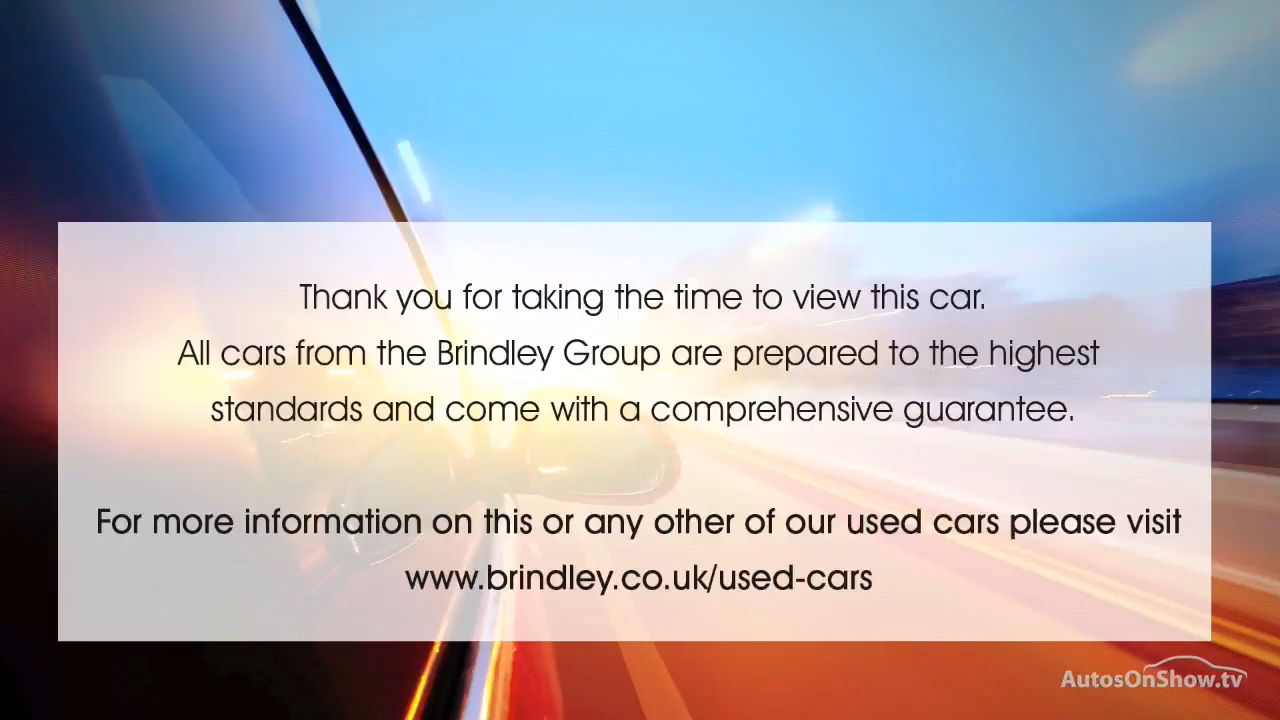 Thank you for taking the time to view this car.
All cars from the Brindley Group are prepared to the highest
standards and come with a comprehensive guarantee.
For more information on this or any other of our used cars please visit
www.brindley.co.uk/used-cars
AutosOnShow.tv